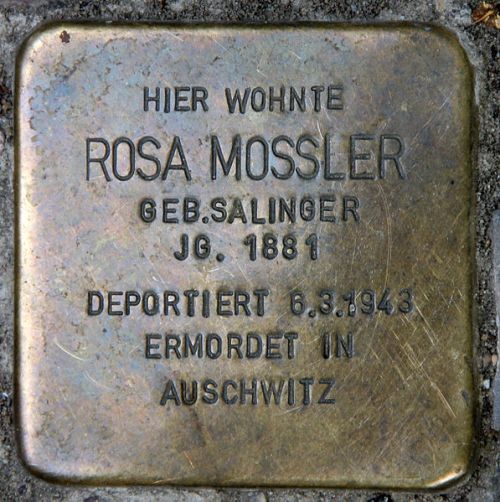 HIER WOHNTE
ROSA MOSSLER
GEB.SALINGER
JG. 1881
DEPORTIERT 6.3.1943
ERMORDET IN
AUSCHWITZ